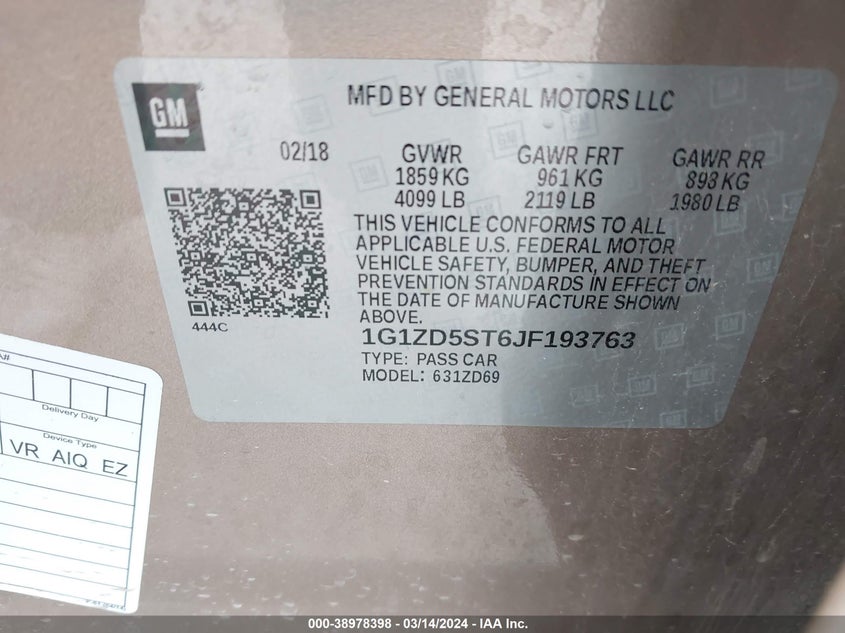 GM
MFD BY GENERAL MOTORS LLC
02/18 GVWR GAWR FRT GAWR RR
1859 KG 961 KG 898 KG
4099 LB 2119 LB 1980 LB
THIS VEHICLE CONFORMS TO ALL
APPLICABLE U.S. FEDERAL MOTOR
VEHICLE SAFETY, BUMPER, AND THEFT
PREVENTION STANDARDS IN EFFECT ON
THE DATE OF MANUFACTURE SHOWN
ABOVE.
444C
1G1ZD5ST6JF193763
TYPE: PASS CAR
MODEL: 631ZD69
A#
Delivery Day
Device Type
VR AIQ EZ
000-38978398 - 03/14/2024 - IAA Inc.